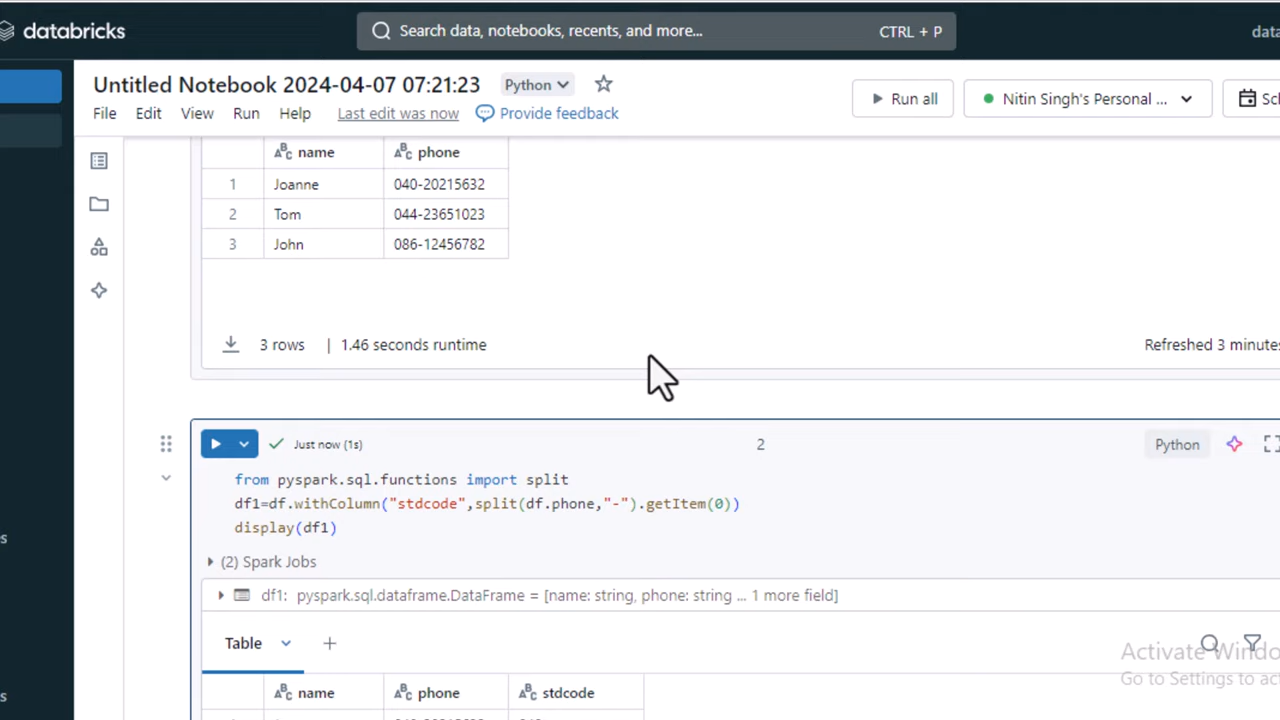 databricks
Search data, notebooks, recents, and more... CTRL + P
data
Untitled Notebook 2024-04-07 07:21:23 Python
File Edit View Run Help Last edit was now Provide feedback
Run all Nitin Singh's Personal ... Sc
name phone
1 Joanne 040-20215632
2 Tom 044-23651023
3 John 086-12456782
3 rows | 1.46 seconds runtime Refreshed 3 minute
Just now (1s) 2 Python
from pyspark.sql.functions import split
df1=df.withColumn("stdcode",split(df.phone,"-").getItem(0))
display(df1)
(2) Spark Jobs
df1: pyspark.sql.dataframe.DataFrame = [name: string, phone: string ... 1 more field]
Table +
Activate Windo
Go to Settings to act
name phone stdcode